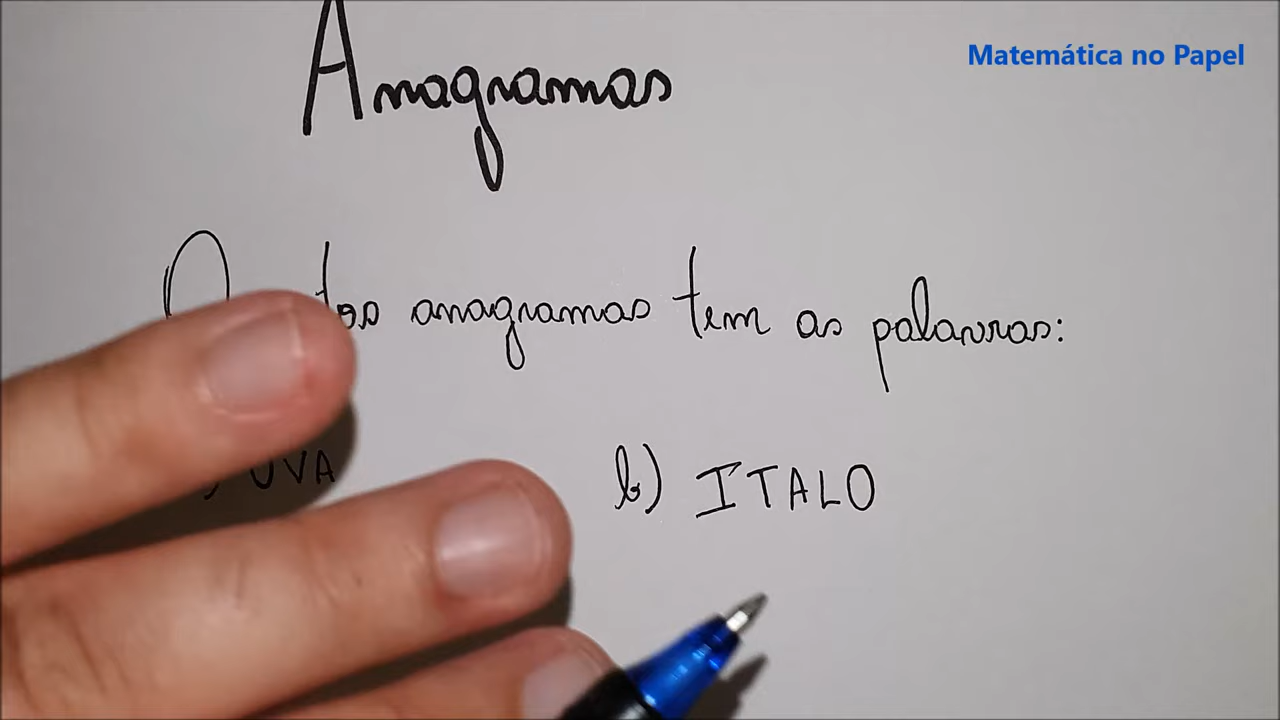 Matemática no Papel
Anagramas
anagramas tem as palavras:
UVA
b) ITALO